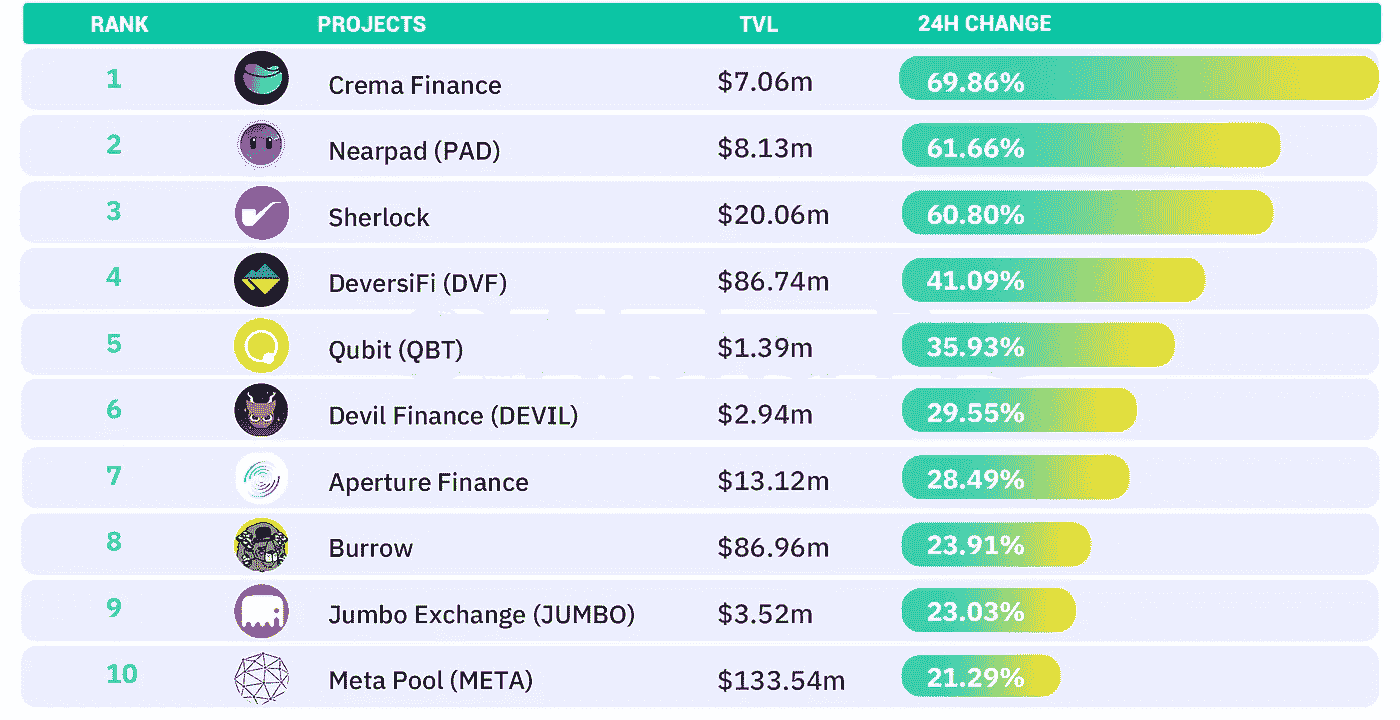 RANK PROJECTS TVL 24H CHANGE
1 Crema Finance $7.06m 69.86%
2 Nearpad (PAD) $8.13m 61.66%
3 Sherlock $20.06m 60.80%
4 DeversiFi (DVF) $86.74m 41.09%
5 Qubit (QBT) $1.39m 35.93%
6 Devil Finance (DEVIL) $2.94m 29.55%
7 Aperture Finance $13.12m 28.49%
8 Burrow $86.96m 23.91%
9 Jumbo Exchange (JUMBO) $3.52m 23.03%
10 Meta Pool (META) $133.54m 21.29%